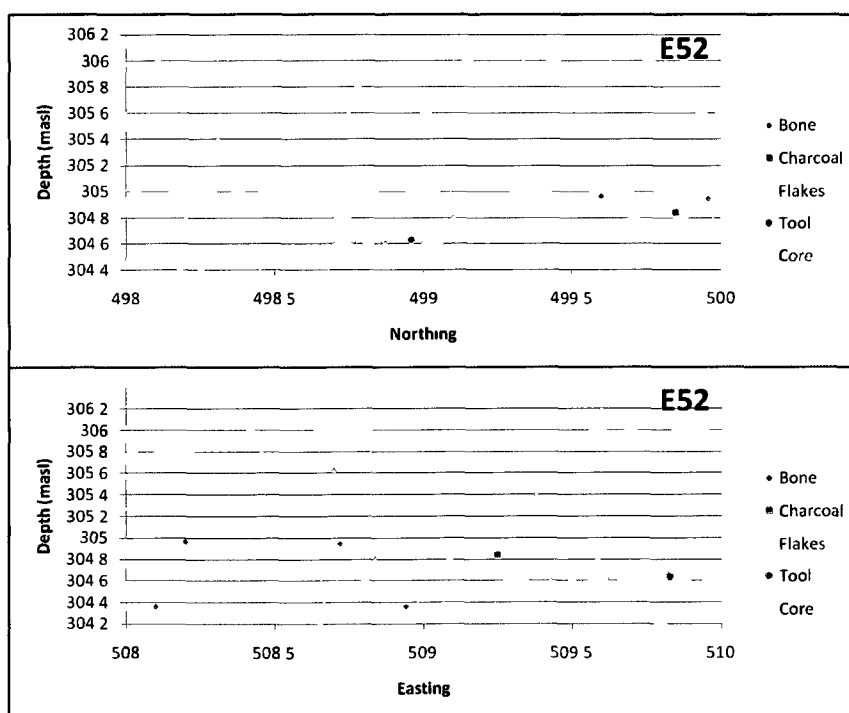 E52
306 2
306
305 8
305 6
305 4
305 2
305
304 8
304 6
304 4
Depth (masl)
498
498 5
499
499 5
500
Northing
Bone
Charcoal
Flakes
Tool
Core
E52
306 2
306
305 8
305 6
305 4
305 2
305
304 8
304 6
304 4
304 2
Depth (masl)
508
508 5
509
509 5
510
Easting
Bone
Charcoal
Flakes
Tool
Core